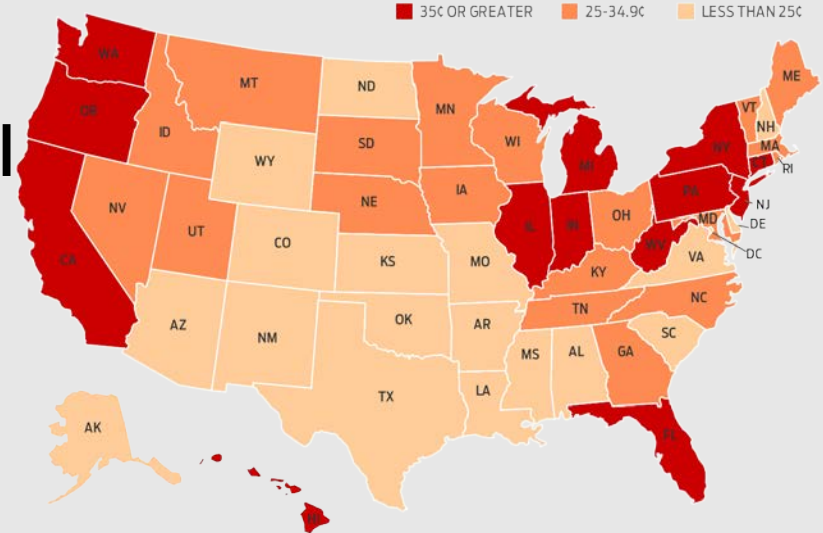 35¢ OR GREATER
25-34.9¢
LESS THAN 25¢
WA
MT
ND
MN
ME
OR
ID
SD
WI
VT
NH
WY
MI
NY
MA
CT
RI
NV
UT
NE
IA
PA
NJ
CO
IL
IN
OH
MD
DE
CA
KS
MO
WV
VA
DC
KY
AZ
NM
OK
AR
TN
NC
SC
TX
LA
MS
AL
GA
AK
FL
HI